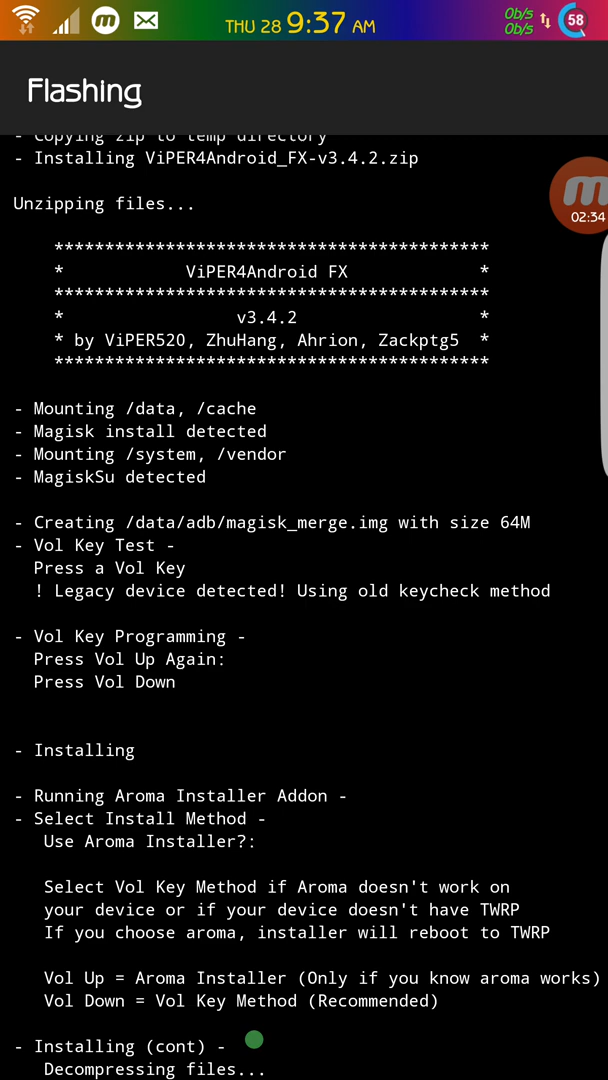 THU 28 9:37 AM
0b/s
0b/s
58
Flashing
- Copying zip to temp directory
- Installing ViPER4Android_FX-v3.4.2.zip
02:34
Unzipping files...
*******************************************
* ViPER4Android FX *
*******************************************
* v3.4.2 *
* by ViPER520, ZhuHang, Ahrion, Zackptg5 *
*******************************************
- Mounting /data, /cache
- Magisk install detected
- Mounting /system, /vendor
- MagiskSu detected
- Creating /data/adb/magisk_merge.img with size 64M
- Vol Key Test -
Press a Vol Key
! Legacy device detected! Using old keycheck method
- Vol Key Programming -
Press Vol Up Again:
Press Vol Down
- Installing
- Running Aroma Installer Addon -
- Select Install Method -
Use Aroma Installer?:
Select Vol Key Method if Aroma doesn't work on
your device or if your device doesn't have TWRP
If you choose aroma, installer will reboot to TWRP
Vol Up = Aroma Installer (Only if you know aroma works)
Vol Down = Vol Key Method (Recommended)
- Installing (cont) -
Decompressing files...